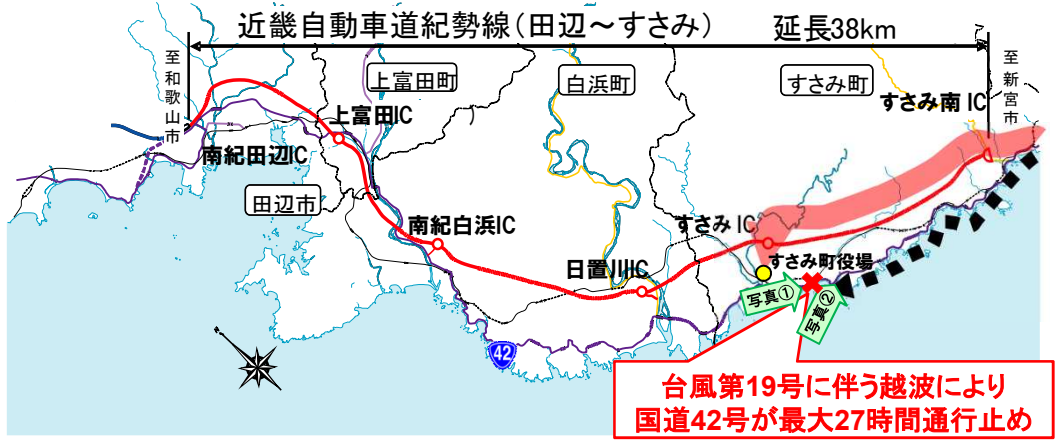 近畿自動車道紀勢線(田辺～すさみ)　　延長38km
至和歌山市
上富田町
白浜町
すさみ町
至新宮市
上富田IC
すさみ南 IC
南紀田辺IC
田辺市
南紀白浜IC
すさみ IC
日置川IC
すさみ町役場
写真①
写真②
42
台風第19号に伴う越波により
国道42号が最大27時間通行止め